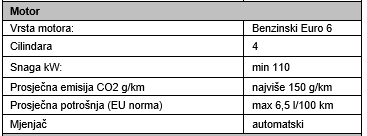 Motor
Vrsta motora: Benzinski Euro 6
Cilindara 4
Snaga kW: min 110
Prosječna emisija CO2 g/km najviše 150 g/km
Prosječna potrošnja (EU norma) max 6,5 l/100 km
Mjenjač automatski